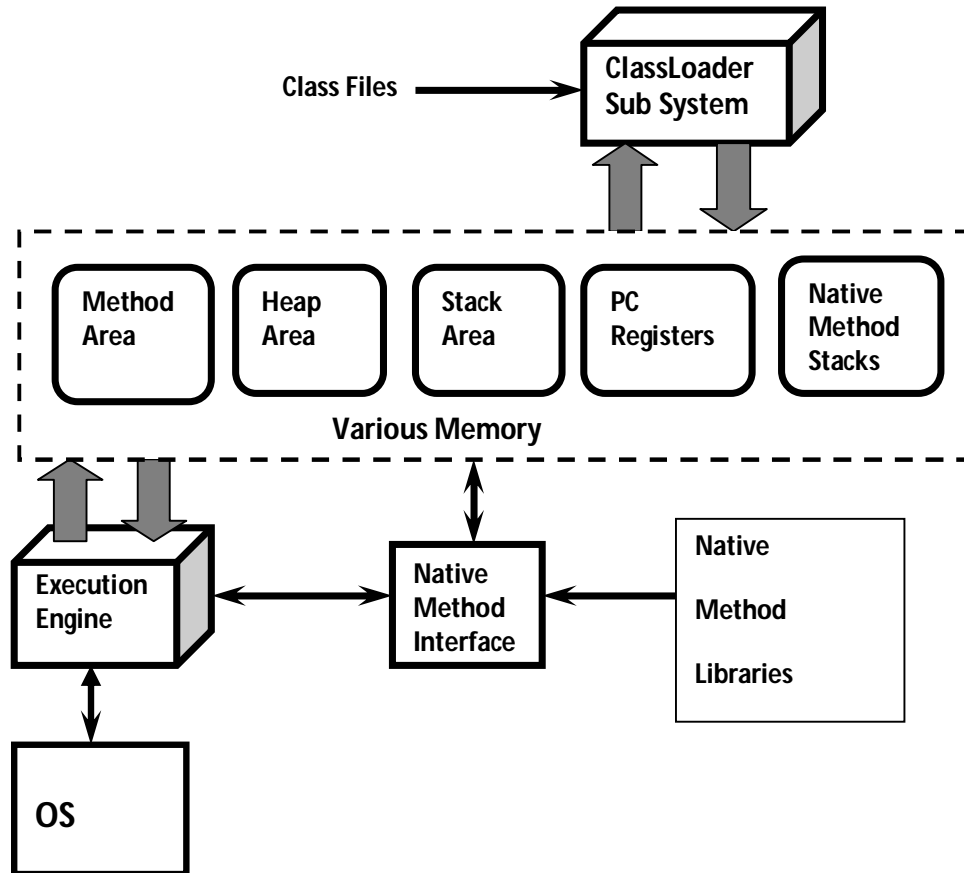 ClassLoader
Sub System
Class Files
Method
Area
Heap
Area
Stack
Area
PC
Registers
Native
Method
Stacks
Various Memory
Execution
Engine
Native
Method
Interface
Native
Method
Libraries
OS